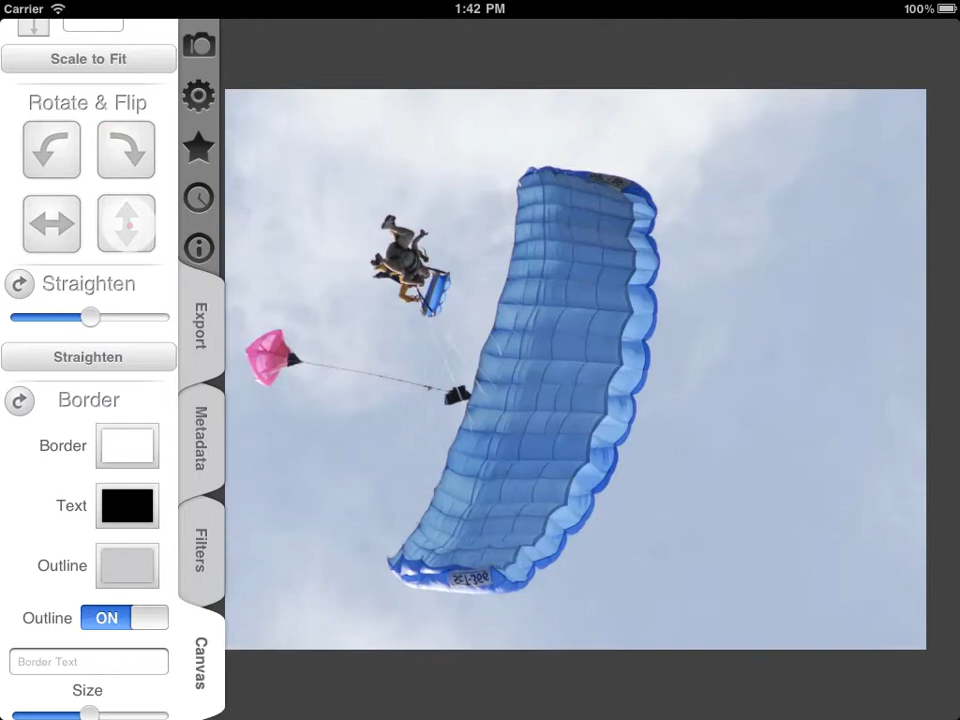 Carrier
1:42 PM
100%
Scale to Fit
Rotate & Flip
Straighten
Straighten
Border
Border
Text
Outline
Outline ON
Border Text
Size
Export
Metadata
Filters
Canvas